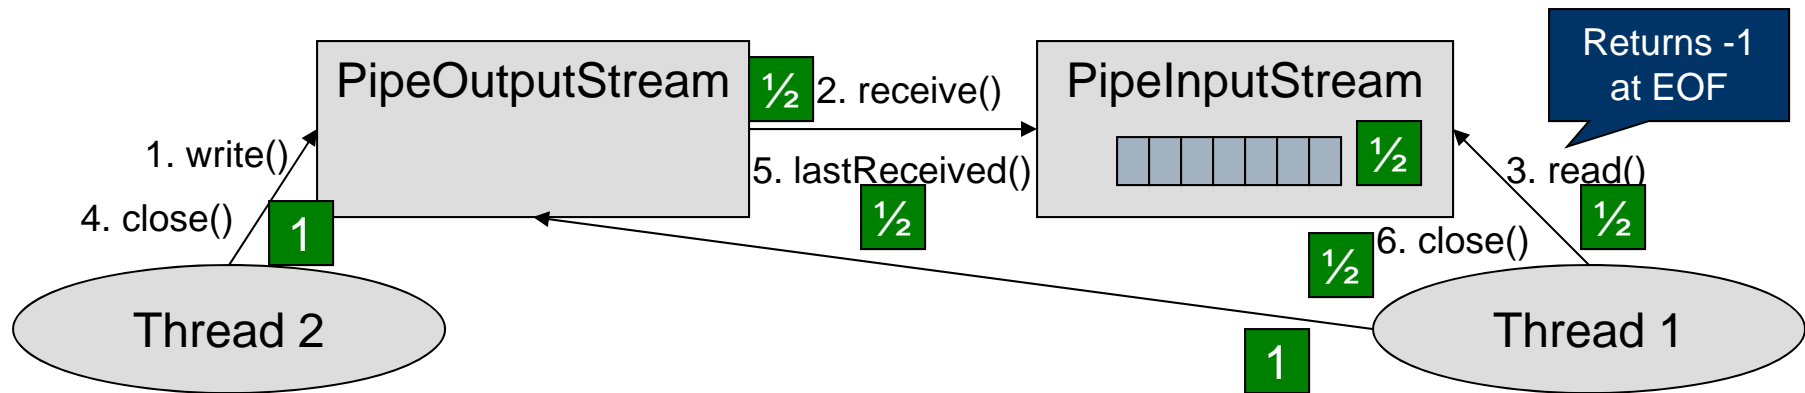 Returns -1
at EOF
PipeOutputStream
½
2. receive()
PipeInputStream
½
1. write()
5. lastReceived()
3. read()
4. close()
1
½
½
6. close()
½
Thread 2
Thread 1
1